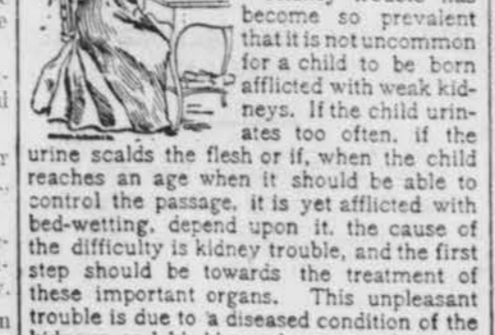 become so prevalent
that it is not uncommon
for a child to be born
afflicted with weak kid-
neys. If the child urin-
ates too often, if the
urine scalds the flesh or if, when the child
reaches an age when it should be able to
control the passage, it is yet afflicted with
bed-wetting, depend upon it, the cause of
the difficulty is kidney trouble, and the first
step should be towards the treatment of
these important organs. This unpleasant
trouble is due to a diseased condition of the